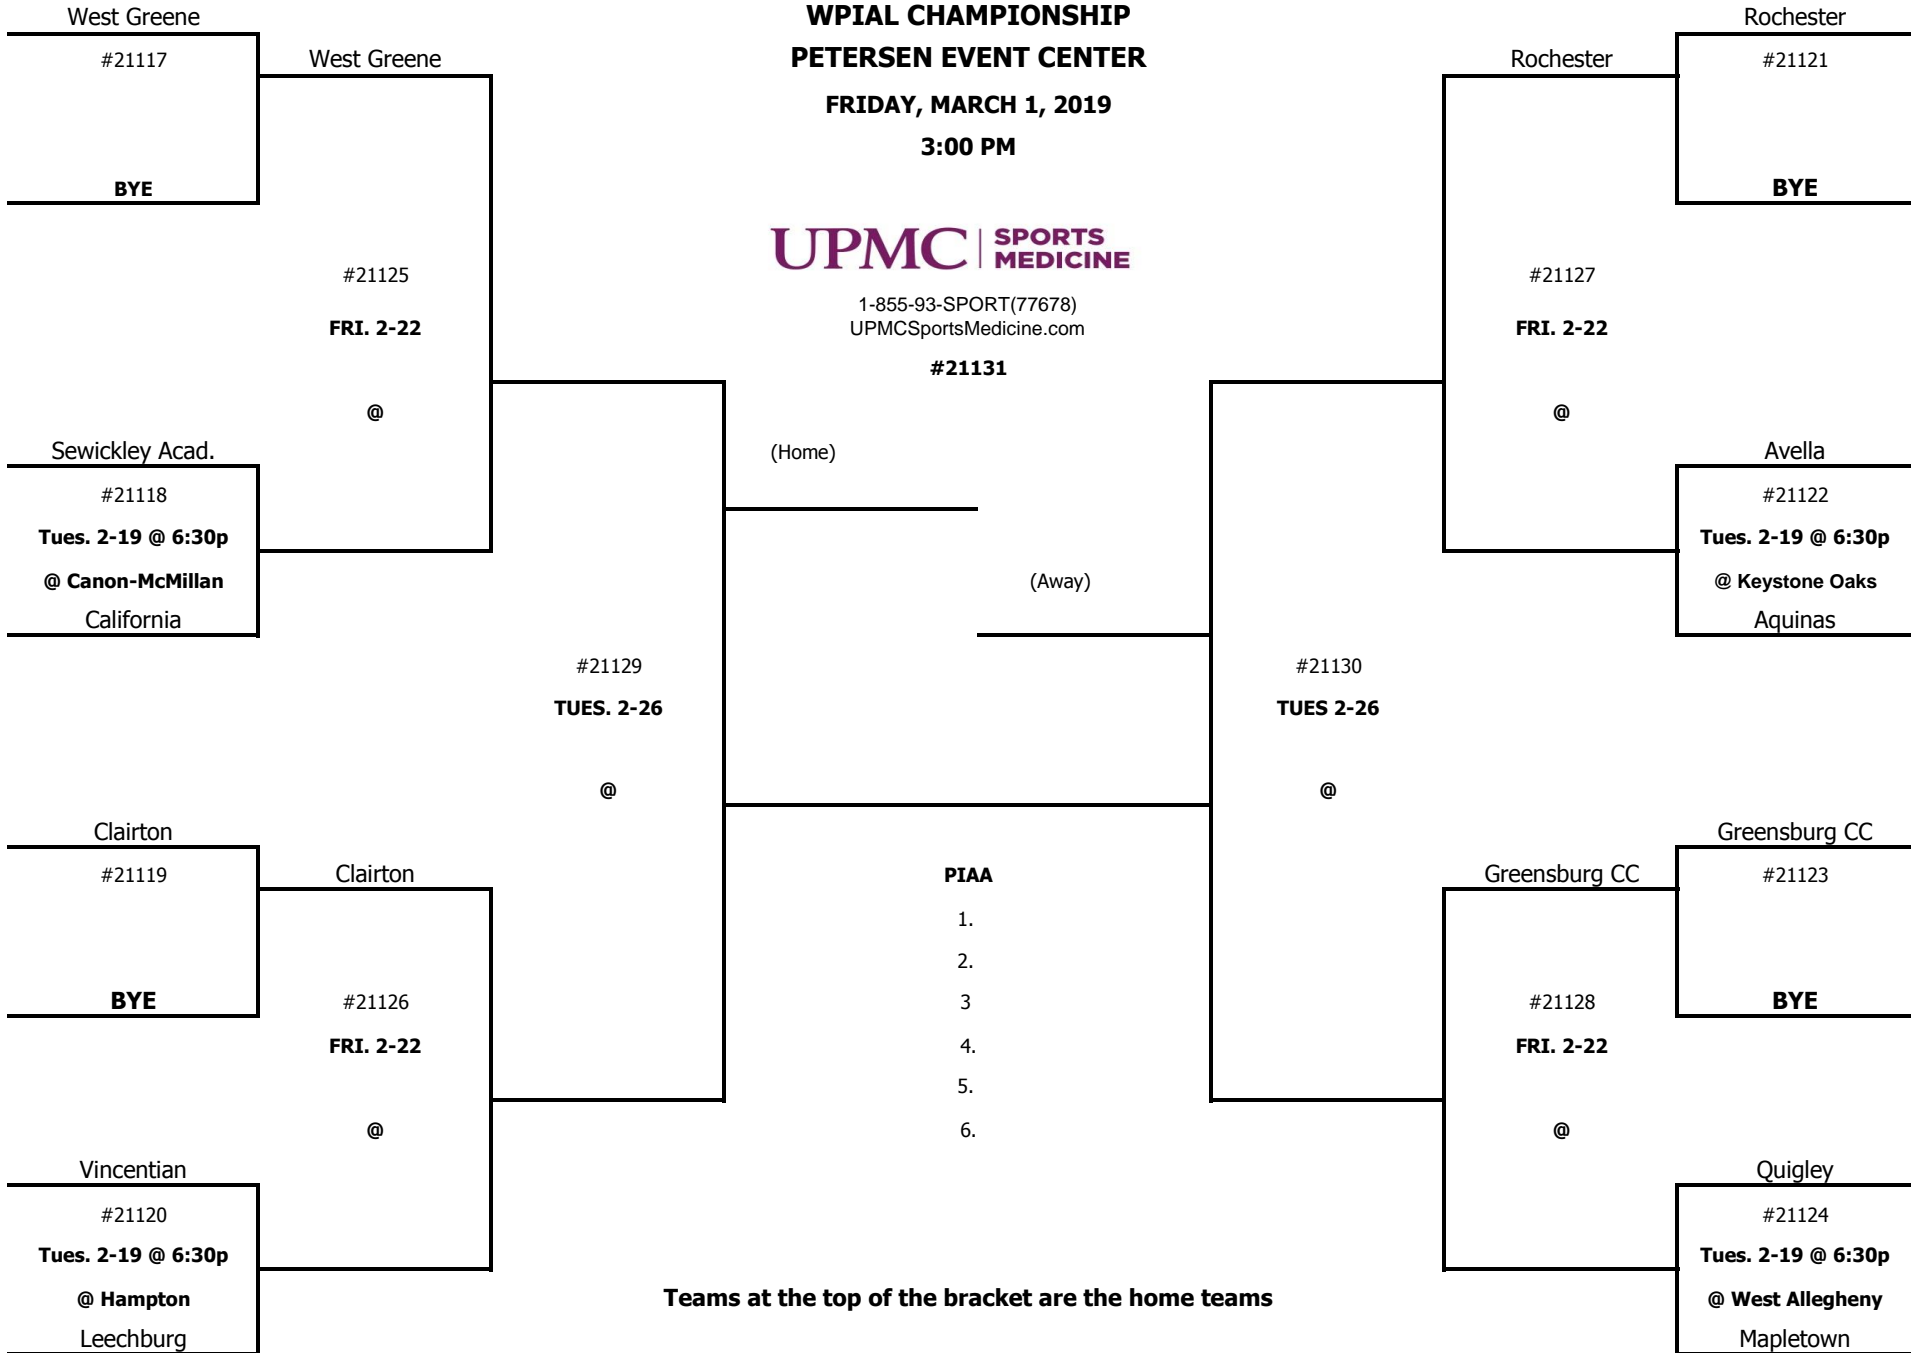 West Greene
WPIAL CHAMPIONSHIP
Rochester
#21117
West Greene
PETERSEN EVENT CENTER
Rochester
#21121
FRIDAY, MARCH 1, 2019
3:00 PM
BYE
BYE
UPMC SPORTS MEDICINE
#21125
#21127
1-855-93-SPORT(77678)
FRI. 2-22
UPMCSportsMedicine.com
FRI. 2-22
#21131
@
@
Sewickley Acad.
(Home)
Avella
#21118
#21122
Tues. 2-19 @ 6:30p
Tues. 2-19 @ 6:30p
@ Canon-McMillan
(Away)
@ Keystone Oaks
California
Aquinas
#21129
#21130
TUES. 2-26
TUES 2-26
@
@
Clairton
Greensburg CC
#21119
Clairton
PIAA
Greensburg CC
#21123
1.
2.
BYE
#21126
3
#21128
BYE
FRI. 2-22
4.
FRI. 2-22
5.
@
6.
@
Vincentian
Quigley
#21120
#21124
Tues. 2-19 @ 6:30p
Tues. 2-19 @ 6:30p
@ Hampton
Teams at the top of the bracket are the home teams
@ West Allegheny
Leechburg
Mapletown